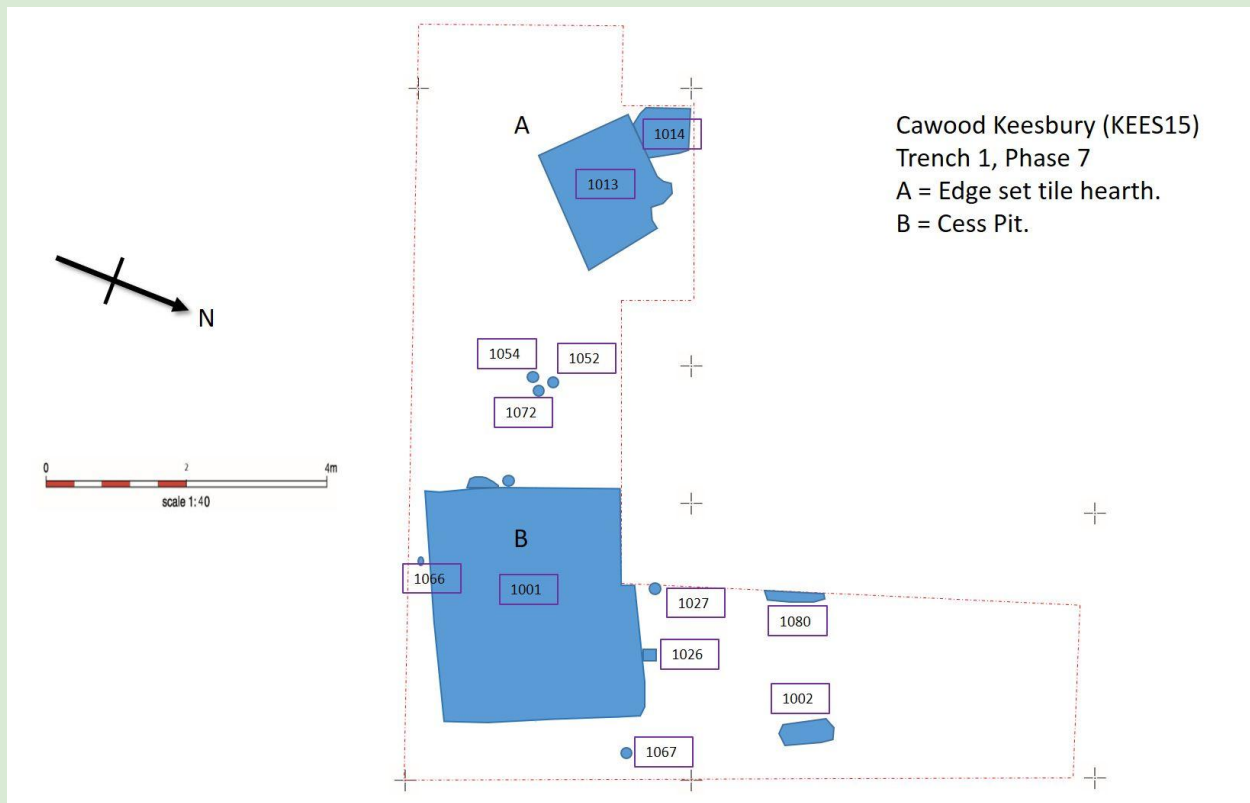 Cawood Keesbury (KEES15)
Trench 1, Phase 7
A = Edge set tile hearth.
B = Cess Pit.
A
1014
1013
N
1054
1052
1072
0 2 4m
scale 1:40
B
1066
1001
1027
1080
1026
1002
1067